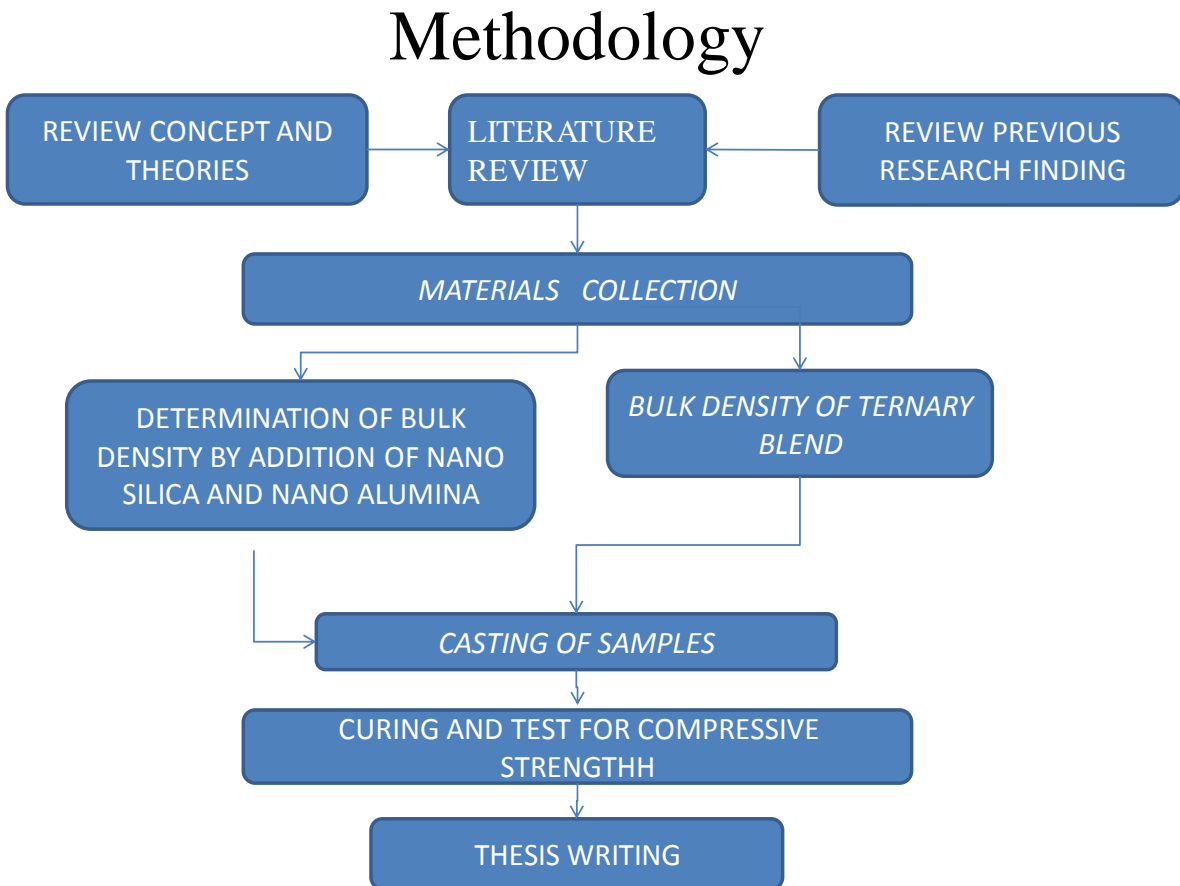 Methodology
REVIEW CONCEPT AND
THEORIES
LITERATURE
REVIEW
REVIEW PREVIOUS
RESEARCH FINDING
MATERIALS COLLECTION
DETERMINATION OF BULK
DENSITY BY ADDITION OF NANO
SILICA AND NANO ALUMINA
BULK DENSITY OF TERNARY
BLEND
CASTING OF SAMPLES
CURING AND TEST FOR COMPRESSIVE
STRENGTHH
THESIS WRITING